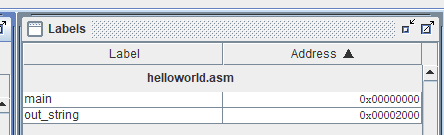 Labels
Label Address ▲
helloworld.asm
main 0x00000000
out_string 0x00002000